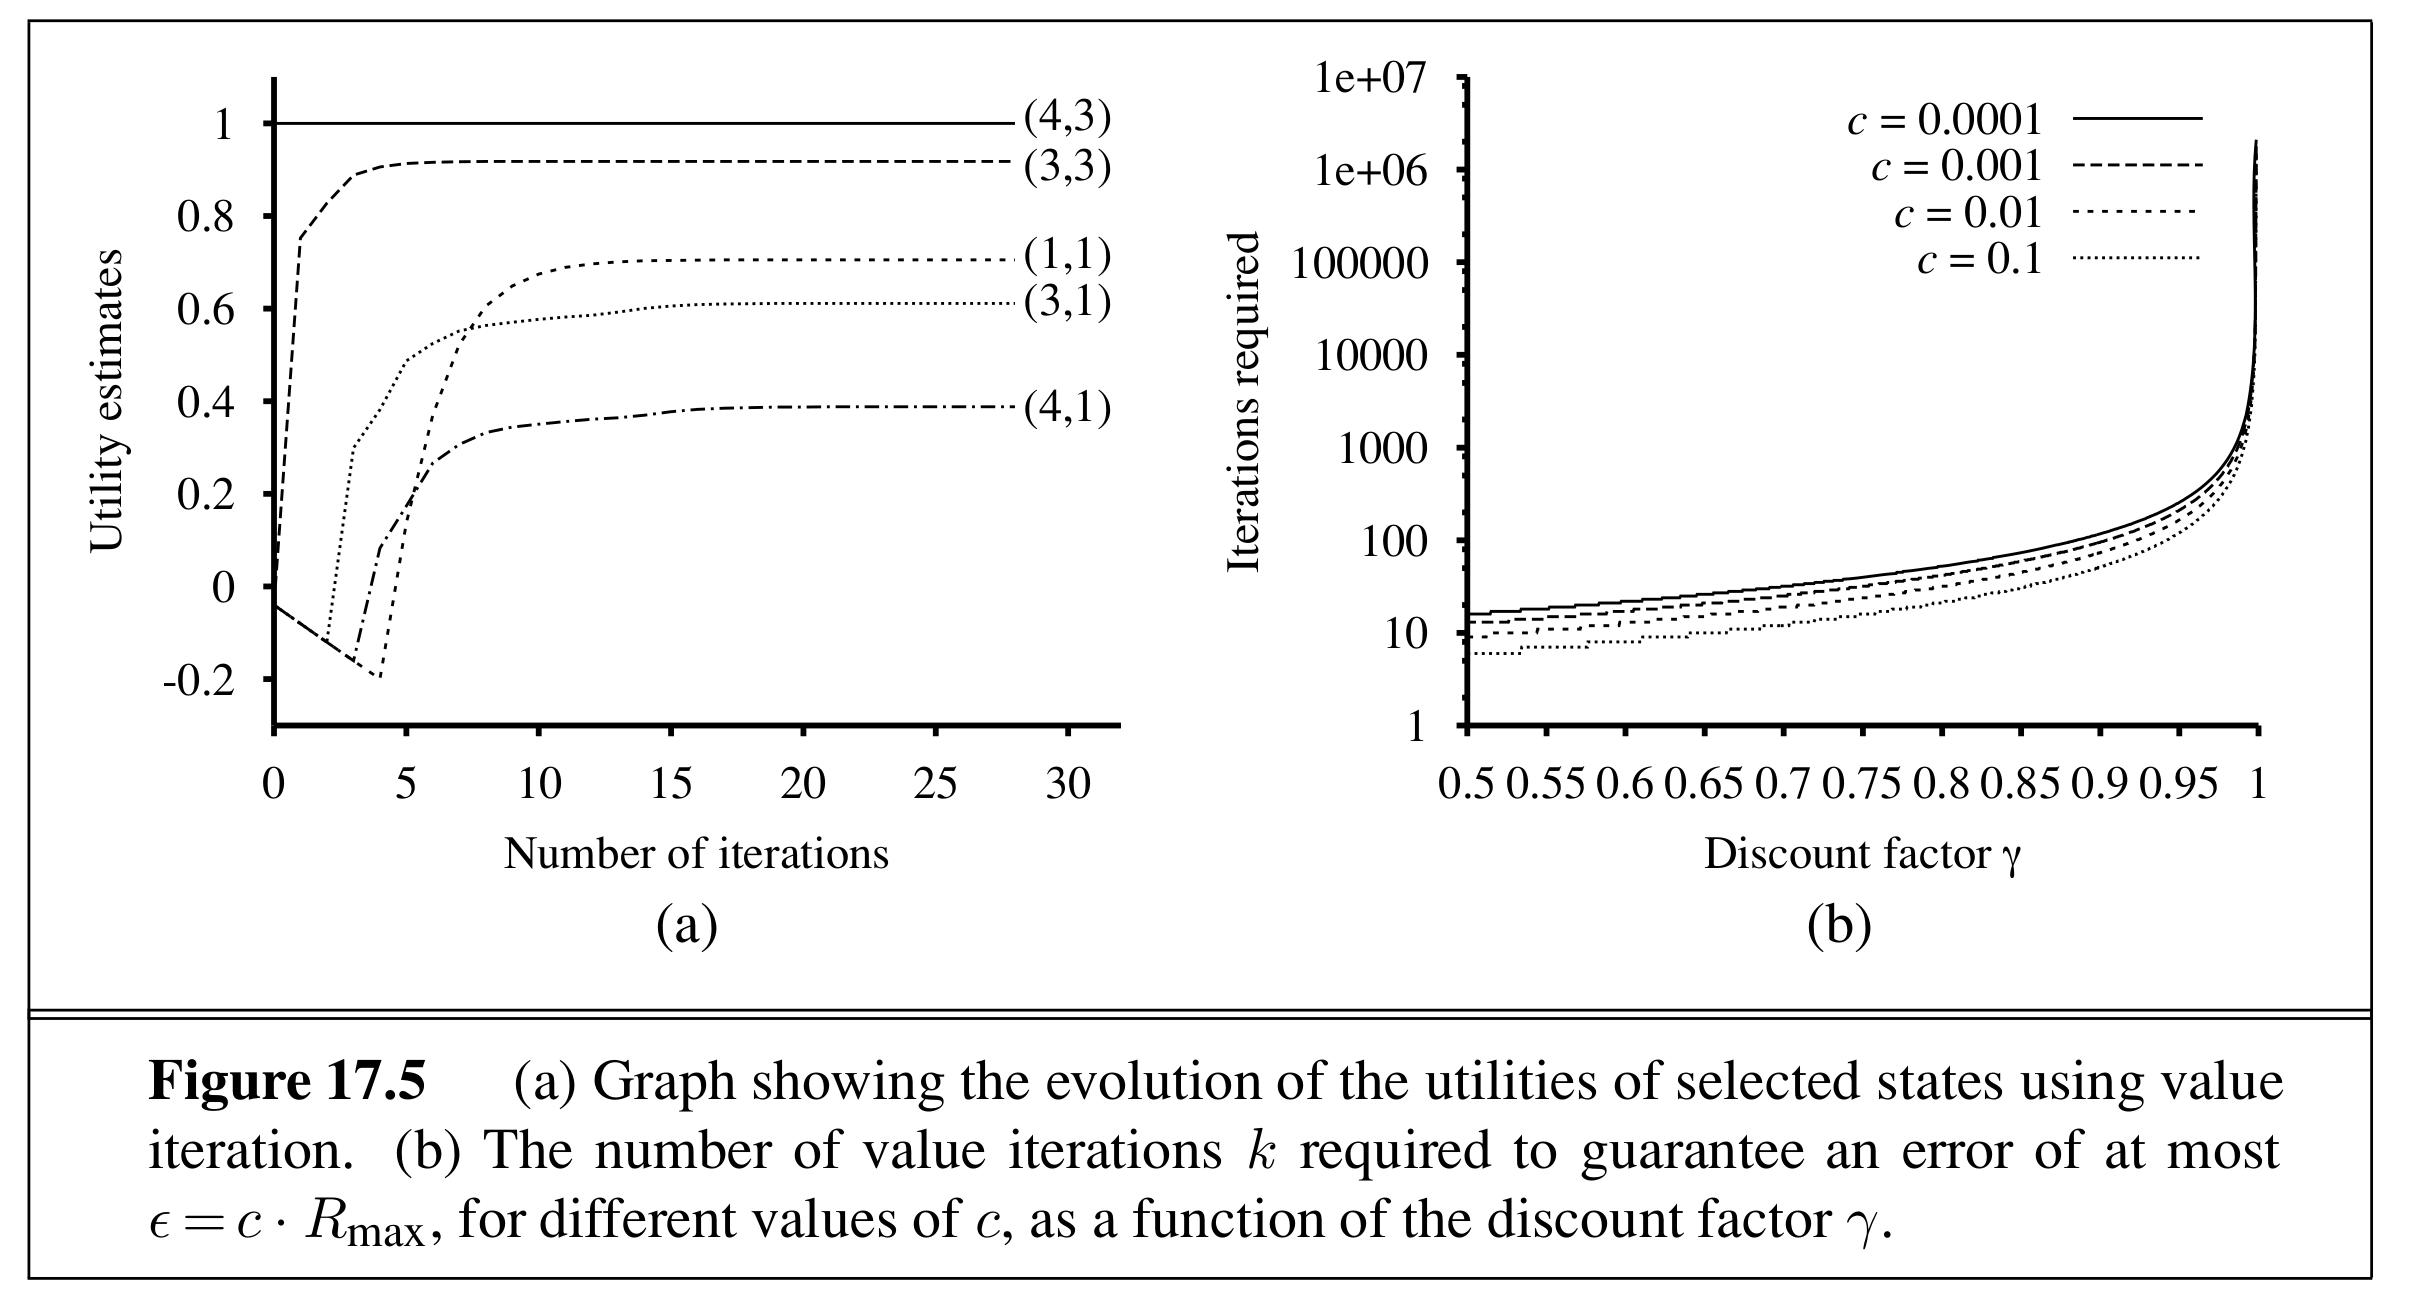 1
0.8
0.6
0.4
0.2
0
-0.2
Utility estimates
(4,3)
(3,3)
(1,1)
(3,1)
(4,1)
0 5 10 15 20 25 30
Number of iterations
(a)
1e+07
1e+06
100000
10000
1000
100
10
1
Iterations required
c = 0.0001
c = 0.001
c = 0.01
c = 0.1
0.5 0.55 0.6 0.65 0.7 0.75 0.8 0.85 0.9 0.95 1
Discount factor γ
(b)
Figure 17.5 (a) Graph showing the evolution of the utilities of selected states using value
iteration. (b) The number of value iterations k required to guarantee an error of at most
ϵ = c · Rmax, for different values of c, as a function of the discount factor γ.